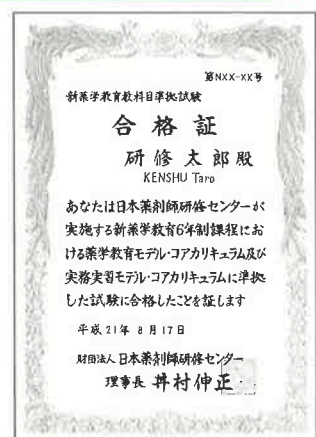 第NXX-XX号
新薬学教育教科目準拠試験
合格証
研修太郎殿
KENSHU Taro
あなたは日本薬剤師研修センターが
実施する新薬学教育6年制課程にお
ける薬学教育モデル・コアカリキュラム及び
実務実習モデル・コアカリキュラムに準拠
した試験に合格したことを証します
平成21年8月17日
財団法人日本薬剤師研修センター
理事長 井村伸正